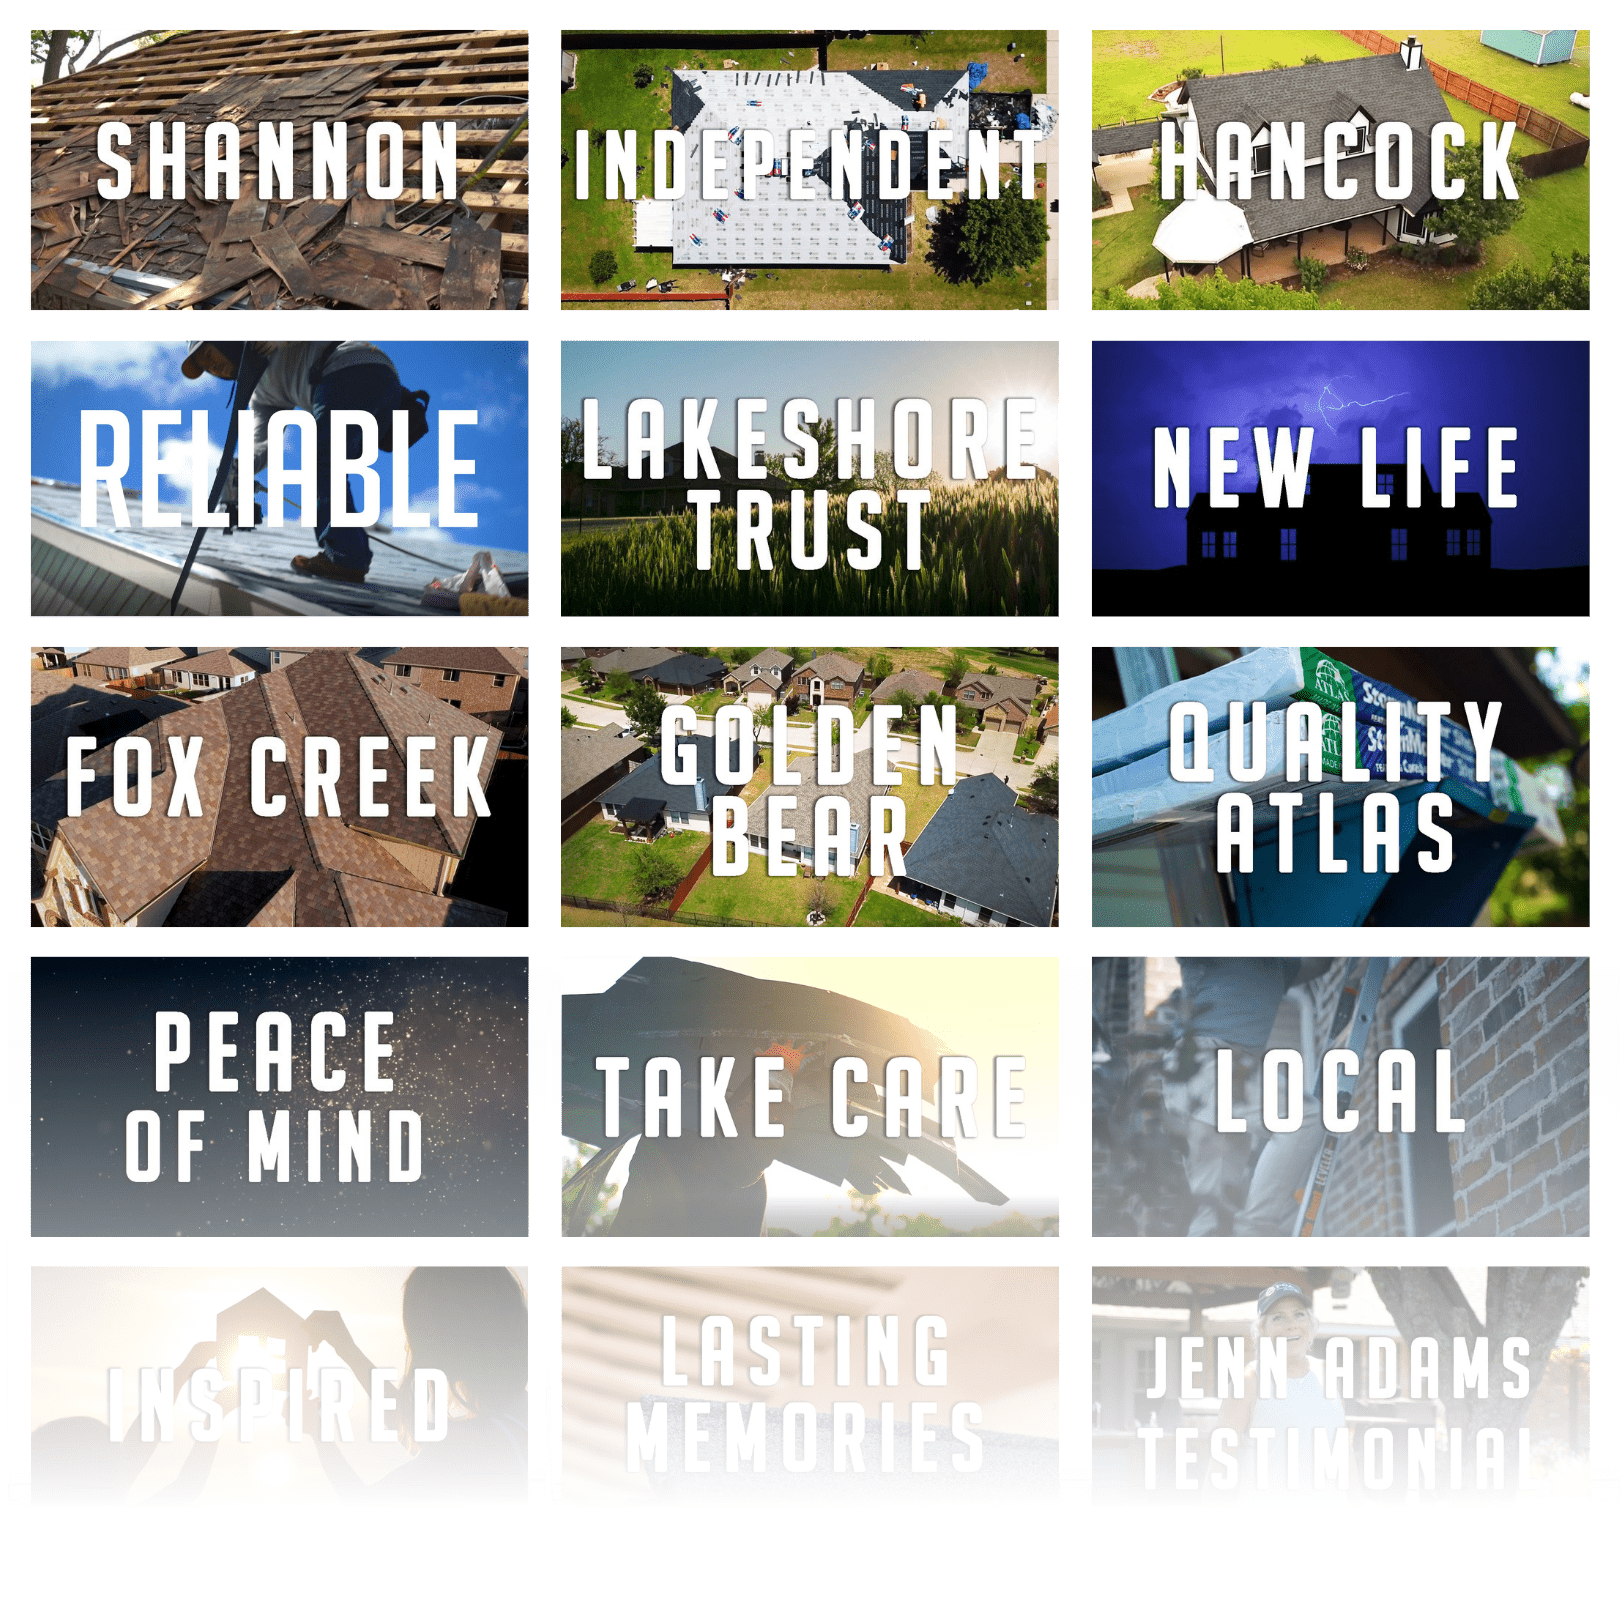 SHANNON
INDEPENDENT
HANCOCK
RELIABLE
LAKESHORE
TRUST
NEW LIFE
FOX CREEK
GOLDEN
BEAR
QUALITY
ATLAS
ATLAS
PEACE
OF MIND
TAKE CARE
LOCAL
INSPIRED
LASTING
MEMORIES
JENN ADAMS
TESTIMONIAL